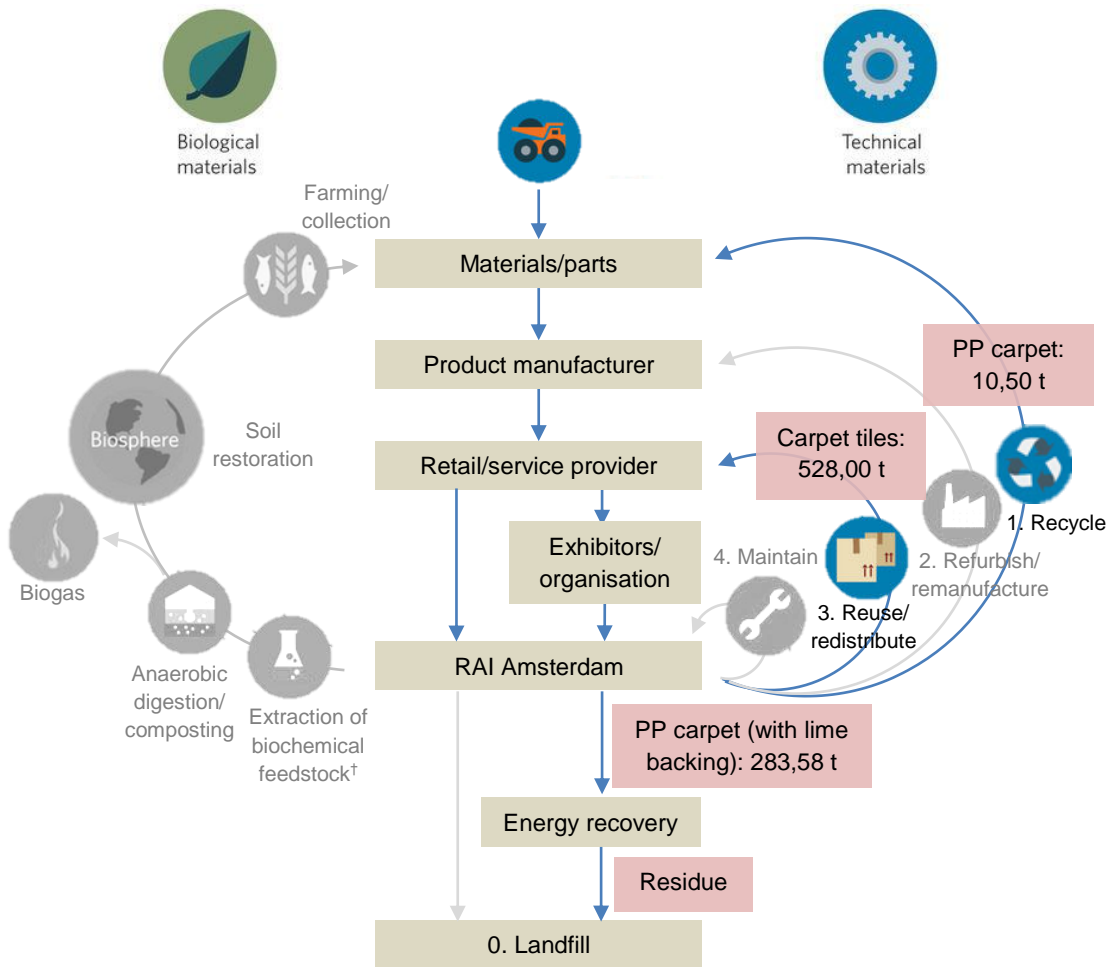 Biological
materials
Technical
materials
Farming/
collection
Materials/parts
Product manufacturer
PP carpet:
10,50 t
Biosphere
Soil
restoration
Retail/service provider
Carpet tiles:
528,00 t
1. Recycle
Biogas
Exhibitors/
organisation
4. Maintain
2. Refurbish/
remanufacture
3. Reuse/
redistribute
Anaerobic
digestion/
composting
Extraction of
biochemical
feedstock†
RAI Amsterdam
PP carpet (with lime
backing): 283,58 t
Energy recovery
Residue
0. Landfill